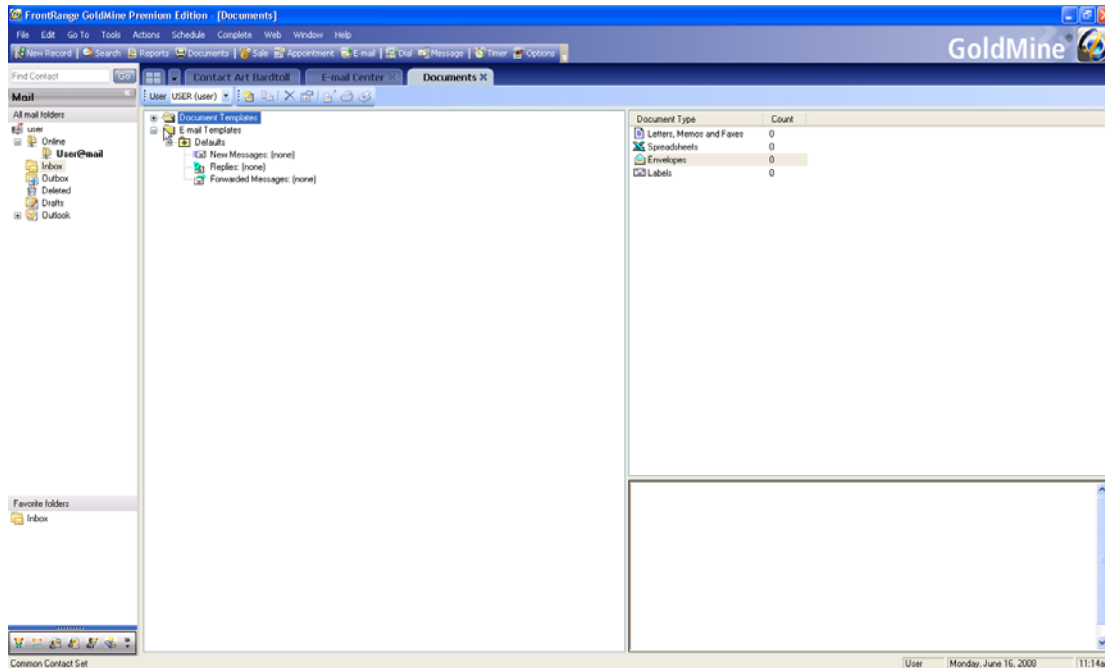 FrontRange GoldMine Premium Edition - [Documents]
File Edit Go To Tools Actions Schedule Complete Web Window Help
New Record Search Reports Documents Sale Appointment E-mail Dial Message Timer Options
GoldMine®
Find Contact Go Contact Art Bardtoll E-mail Center Documents
Mail
User USER (user)
All mail folders
user
Online
User@mail
Inbox
Outbox
Deleted
Drafts
Outlook
Document Templates
E-mail Templates
Defaults
New Messages: (none)
Replies: (none)
Forwarded Messages: (none)
Document Type Count
Letters, Memos and Faxes 0
Spreadsheets 0
Envelopes 0
Labels 0
Favorite folders
Inbox
Common Contact Set
User Monday, June 16, 2008 11:14